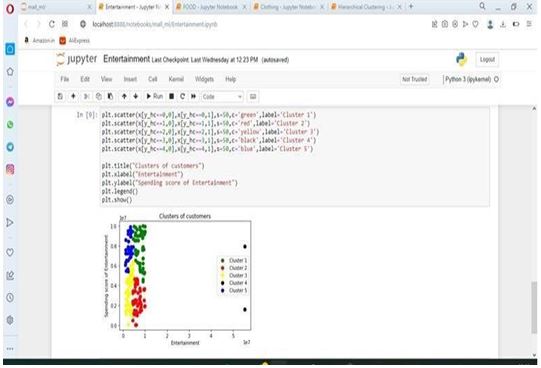 mall_ml/
Entertainment - Jupyter N
FOOD - Jupyter Notebook
Clothing - Jupyter Notebo
Hierarchical Clustering - J
localhost:8888/notebooks/mall_ml/Entertainment.ipynb
Amazon.in
AliExpress
jupyter Entertainment Last Checkpoint: Last Wednesday at 12:23 PM (autosaved)
Logout
File Edit View Insert Cell Kernel Widgets Help
Not Trusted
Python 3 (ipykernel)
Run
Code
In [9]:
plt.scatter(x[y_hc==0,0],x[y_hc==0,1],s=50,c='green',label='Cluster 1')
plt.scatter(x[y_hc==1,0],x[y_hc==1,1],s=50,c='red',label='Cluster 2')
plt.scatter(x[y_hc==2,0],x[y_hc==2,1],s=50,c='yellow',label='Cluster 3')
plt.scatter(x[y_hc==3,0],x[y_hc==3,1],s=50,c='black',label='Cluster 4')
plt.scatter(x[y_hc==4,0],x[y_hc==4,1],s=50,c='blue',label='Cluster 5')
plt.title("Clusters of customers")
plt.xlabel("Entertainment")
plt.ylabel("Spending score of Entertainment")
plt.legend()
plt.show()
1e7
Clusters of customers
1.0
0.8
0.6
0.4
0.2
0.0
Spending score of Entertainment
Cluster 1
Cluster 2
Cluster 3
Cluster 4
Cluster 5
0 1 2 3 4 5
1e7
Entertainment